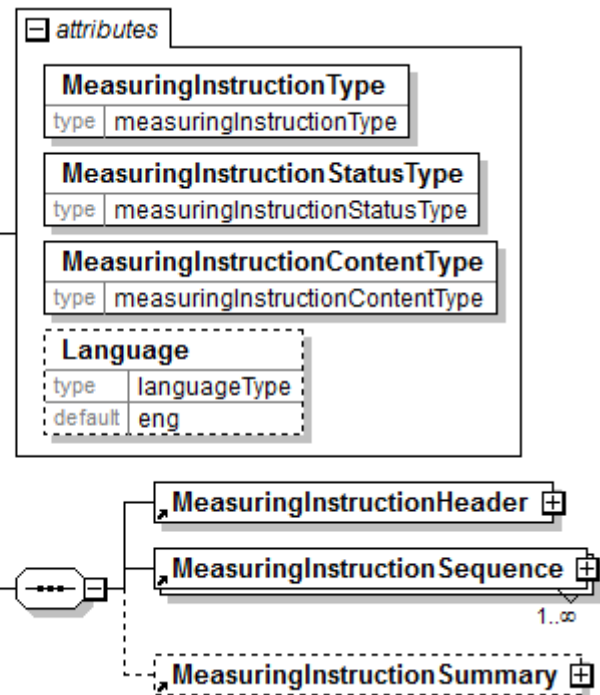 attributes
MeasuringInstructionType
type measuringInstructionType
MeasuringInstructionStatusType
type measuringInstructionStatusType
MeasuringInstructionContentType
type measuringInstructionContentType
Language
type languageType
default eng
MeasuringInstructionHeader
MeasuringInstructionSequence
1..∞
MeasuringInstructionSummary